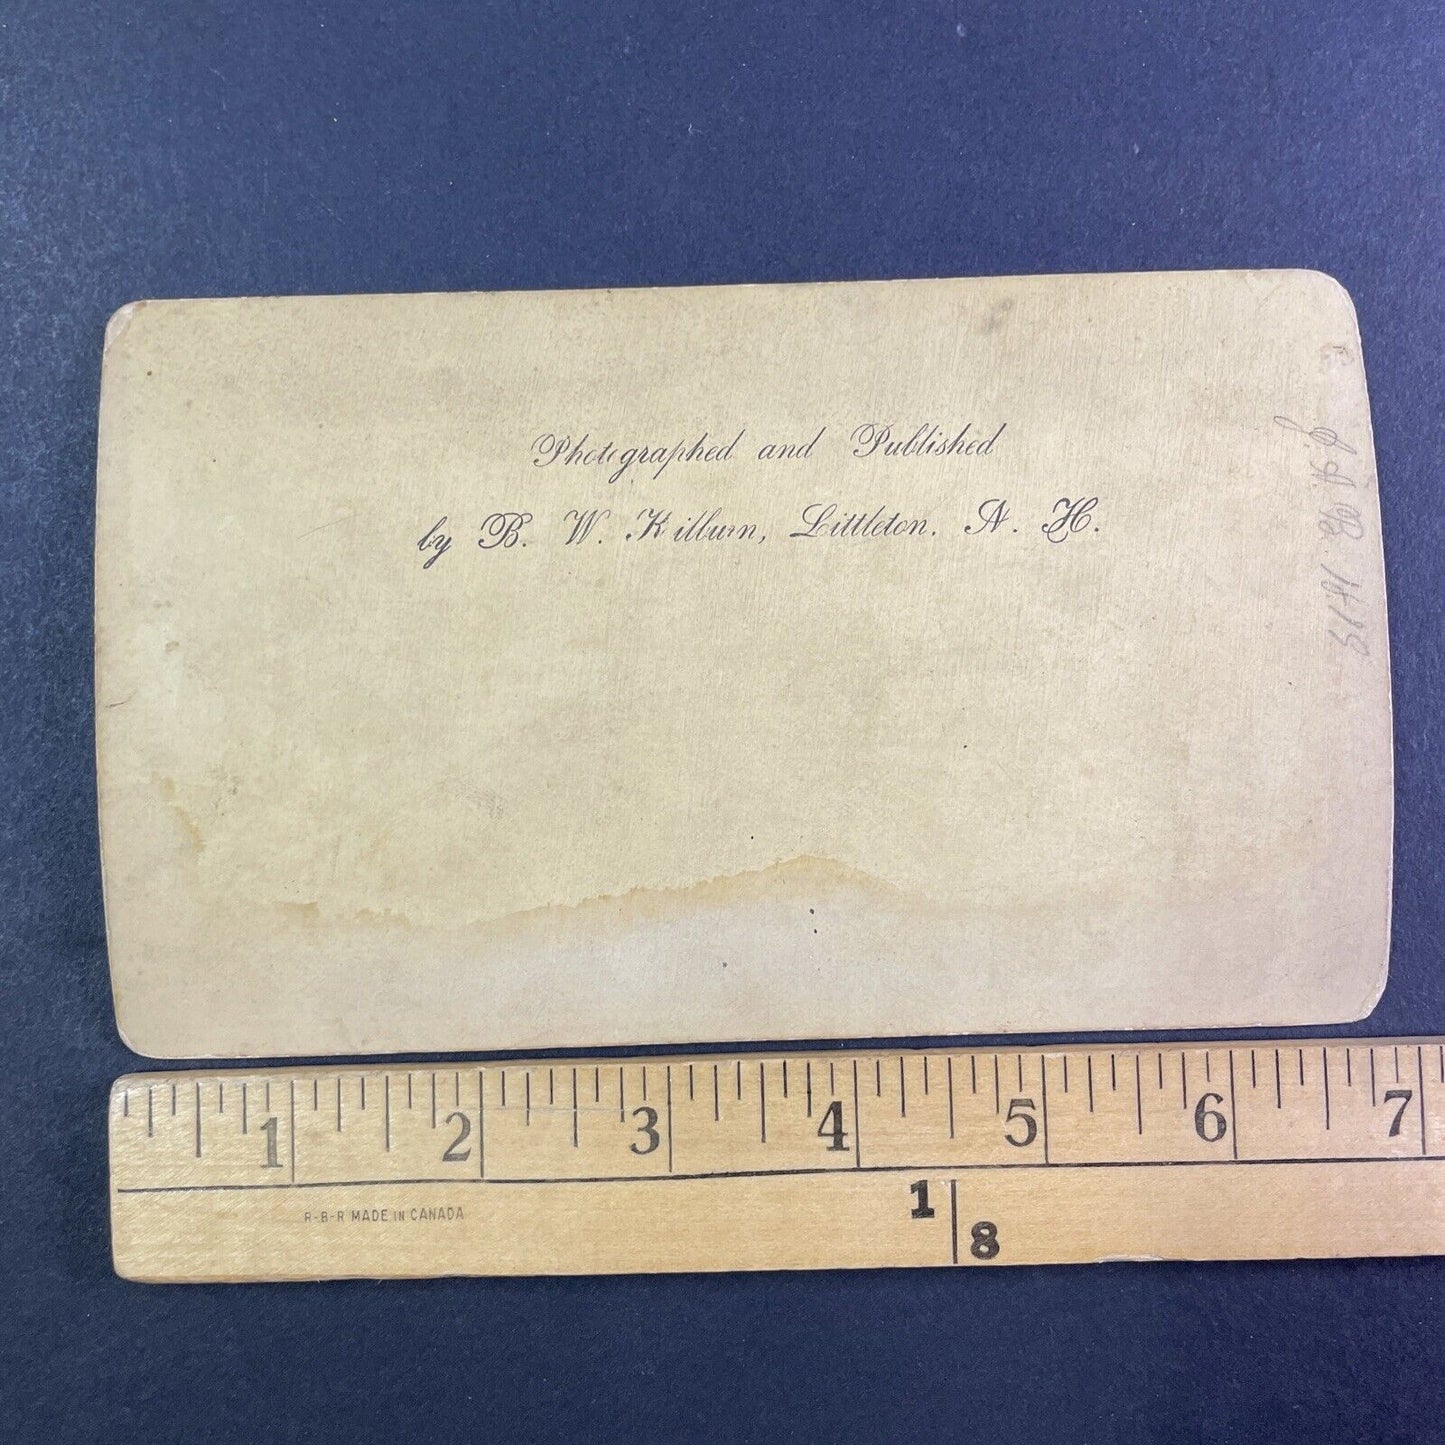 Photographed and Published
by B. W. Kilburn, Littleton, N. H.
1 2 3 4 5 6 7
R-B-R MADE IN CANADA
1
8